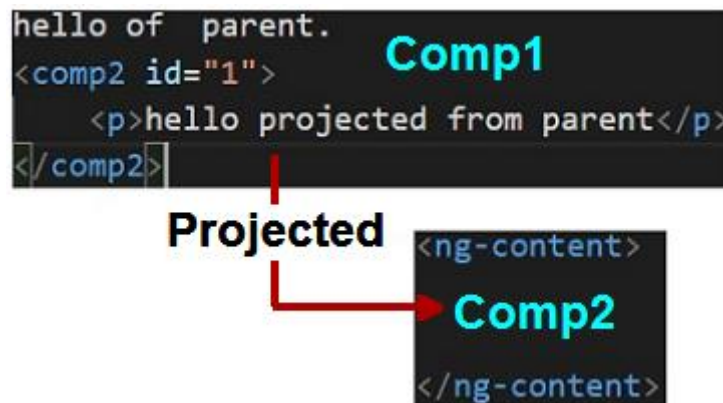 hello of  parent.
Comp1
<comp2 id="1">
<p>hello projected from parent</p>
</comp2>
Projected
<ng-content>
Comp2
</ng-content>